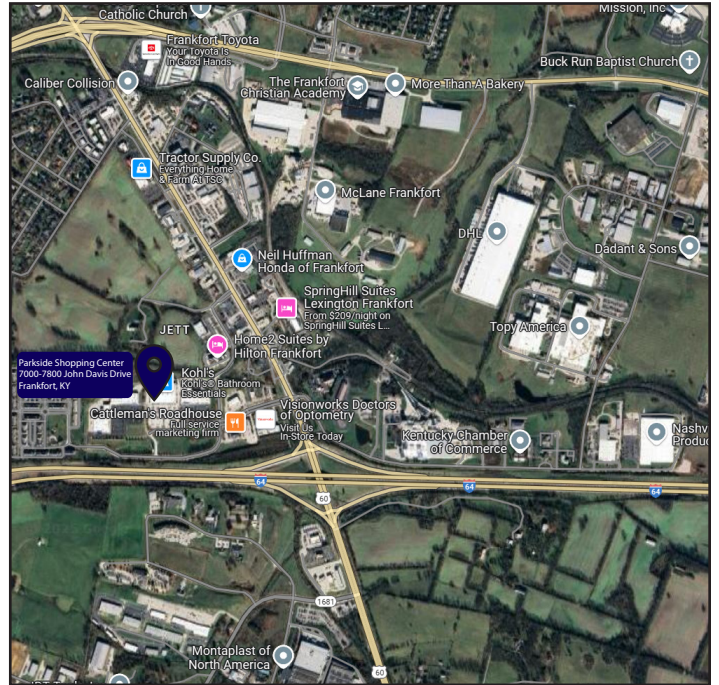 Catholic Church
Mission, Inc
Frankfort Toyota
Your Toyota Is
In Good Hands
Buck Run Baptist Church
Caliber Collision
The Frankfort
Christian Academy
More Than A Bakery
Tractor Supply Co.
Everything Home
& Farm At TSC
McLane Frankfort
DHL
Dadant & Sons
Neil Huffman
Honda of Frankfort
SpringHill Suites
Lexington Frankfort
From $209/night on
SpringHill Suites L...
Topy America
JETT
Home2 Suites by
Hilton Frankfort
Parkside Shopping Center
7000-7800 John Davis Drive
Frankfort, KY
Kohl's
Kohl's® Bathroom
Essentials
Cattleman's Roadhouse
Full service
marketing firm
Visionworks Doctors
of Optometry
Visit Us
In-Store Today
Kentucky Chamber
of Commerce
Nashv
Produc
64
64
64
60
1681
Montaplast of
North America
60